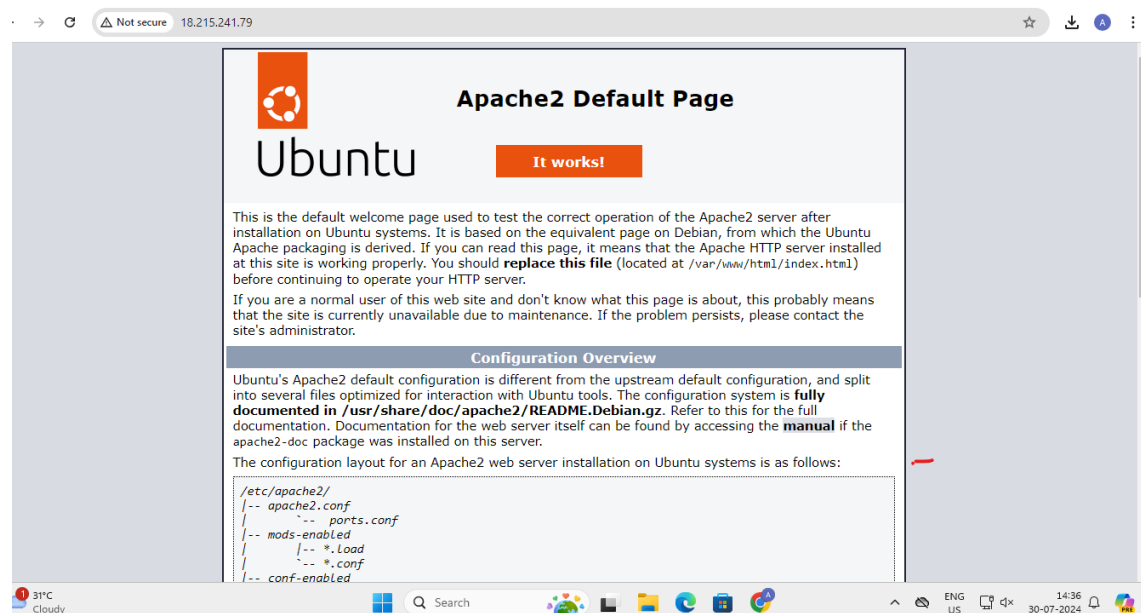 Not secure 18.215.241.79
A
Apache2 Default Page
Ubuntu
It works!
This is the default welcome page used to test the correct operation of the Apache2 server after
installation on Ubuntu systems. It is based on the equivalent page on Debian, from which the Ubuntu
Apache packaging is derived. If you can read this page, it means that the Apache HTTP server installed
at this site is working properly. You should replace this file (located at /var/www/html/index.html)
before continuing to operate your HTTP server.
If you are a normal user of this web site and don't know what this page is about, this probably means
that the site is currently unavailable due to maintenance. If the problem persists, please contact the
site's administrator.
Configuration Overview
Ubuntu's Apache2 default configuration is different from the upstream default configuration, and split
into several files optimized for interaction with Ubuntu tools. The configuration system is fully
documented in /usr/share/doc/apache2/README.Debian.gz. Refer to this for the full
documentation. Documentation for the web server itself can be found by accessing the manual if the
apache2-doc package was installed on this server.
The configuration layout for an Apache2 web server installation on Ubuntu systems is as follows:
/etc/apache2/
|-- apache2.conf
|       `--  ports.conf
|-- mods-enabled
|       |-- *.load
|       `-- *.conf
|-- conf-enabled
1
31°C
Cloudy
Search
A
ENG
US
14:36
30-07-2024
PRE